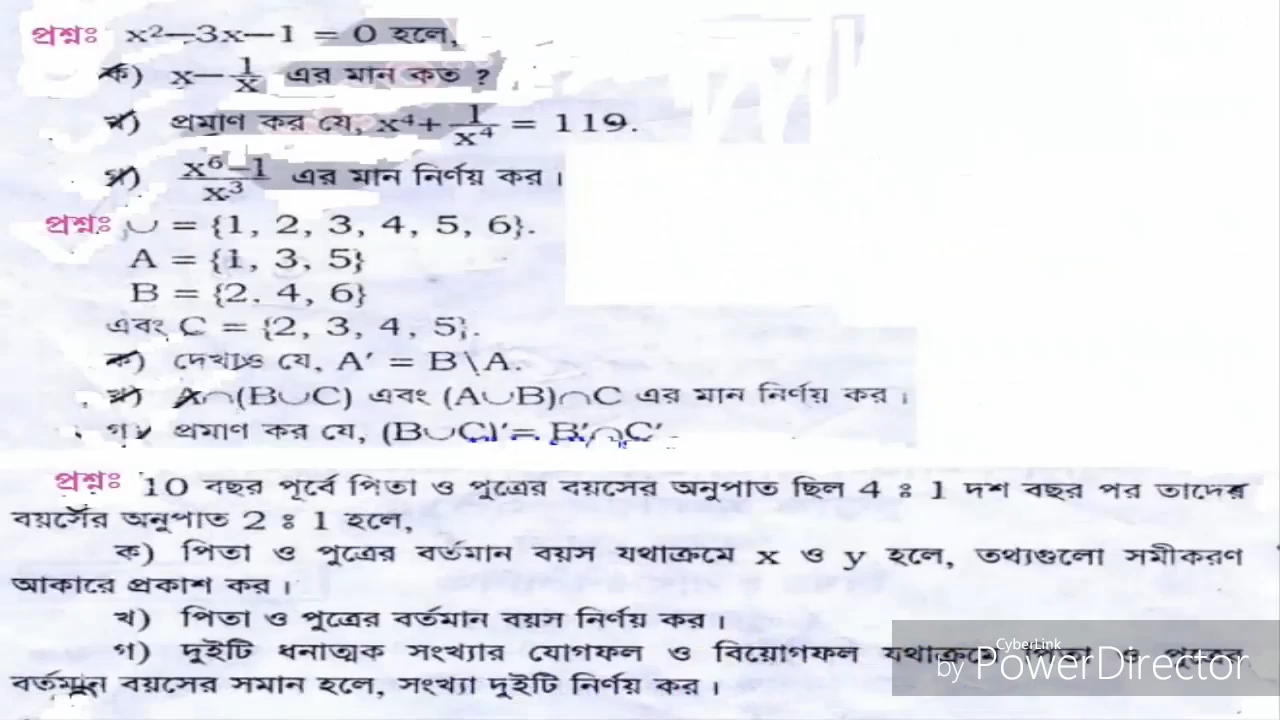 প্রশ্নঃ x²−3x−1 = 0 হলে,
ক) x−1/x এর মান কত ?
খ) প্রমাণ কর যে, x⁴+1/x⁴ = 119.
গ) x⁶−1/x³ এর মান নির্ণয় কর।
প্রশ্নঃ ∪ = {1, 2, 3, 4, 5, 6}.
A = {1, 3, 5}
B = {2. 4, 6}
এবং C = {2, 3, 4, 5}.
ক) দেখাও যে, A′ = B\A.
খ) A∩(B∪C) এবং (A∪B)∩C এর মান নির্ণয় কর।
গ) প্রমাণ কর যে, (B∪C)′= B′∩C′
প্রশ্নঃ 10 বছর পূর্বে পিতা ও পুত্রের বয়সের অনুপাত ছিল 4 ঃ 1 দশ বছর পর তাদের
বয়সের অনুপাত 2 ঃ 1 হলে,
ক) পিতা ও পুত্রের বর্তমান বয়স যথাক্রমে x ও y হলে, তথ্যগুলো সমীকরণ
আকারে প্রকাশ কর।
খ) পিতা ও পুত্রের বর্তমান বয়স নির্ণয় কর।
গ) দুইটি ধনাত্মক সংখ্যার যোগফল ও বিয়োগফল যথাক্রমে ও
বর্তমান বয়সের সমান হলে, সংখ্যা দুইটি নির্ণয় কর।
CyberLink
by PowerDirector